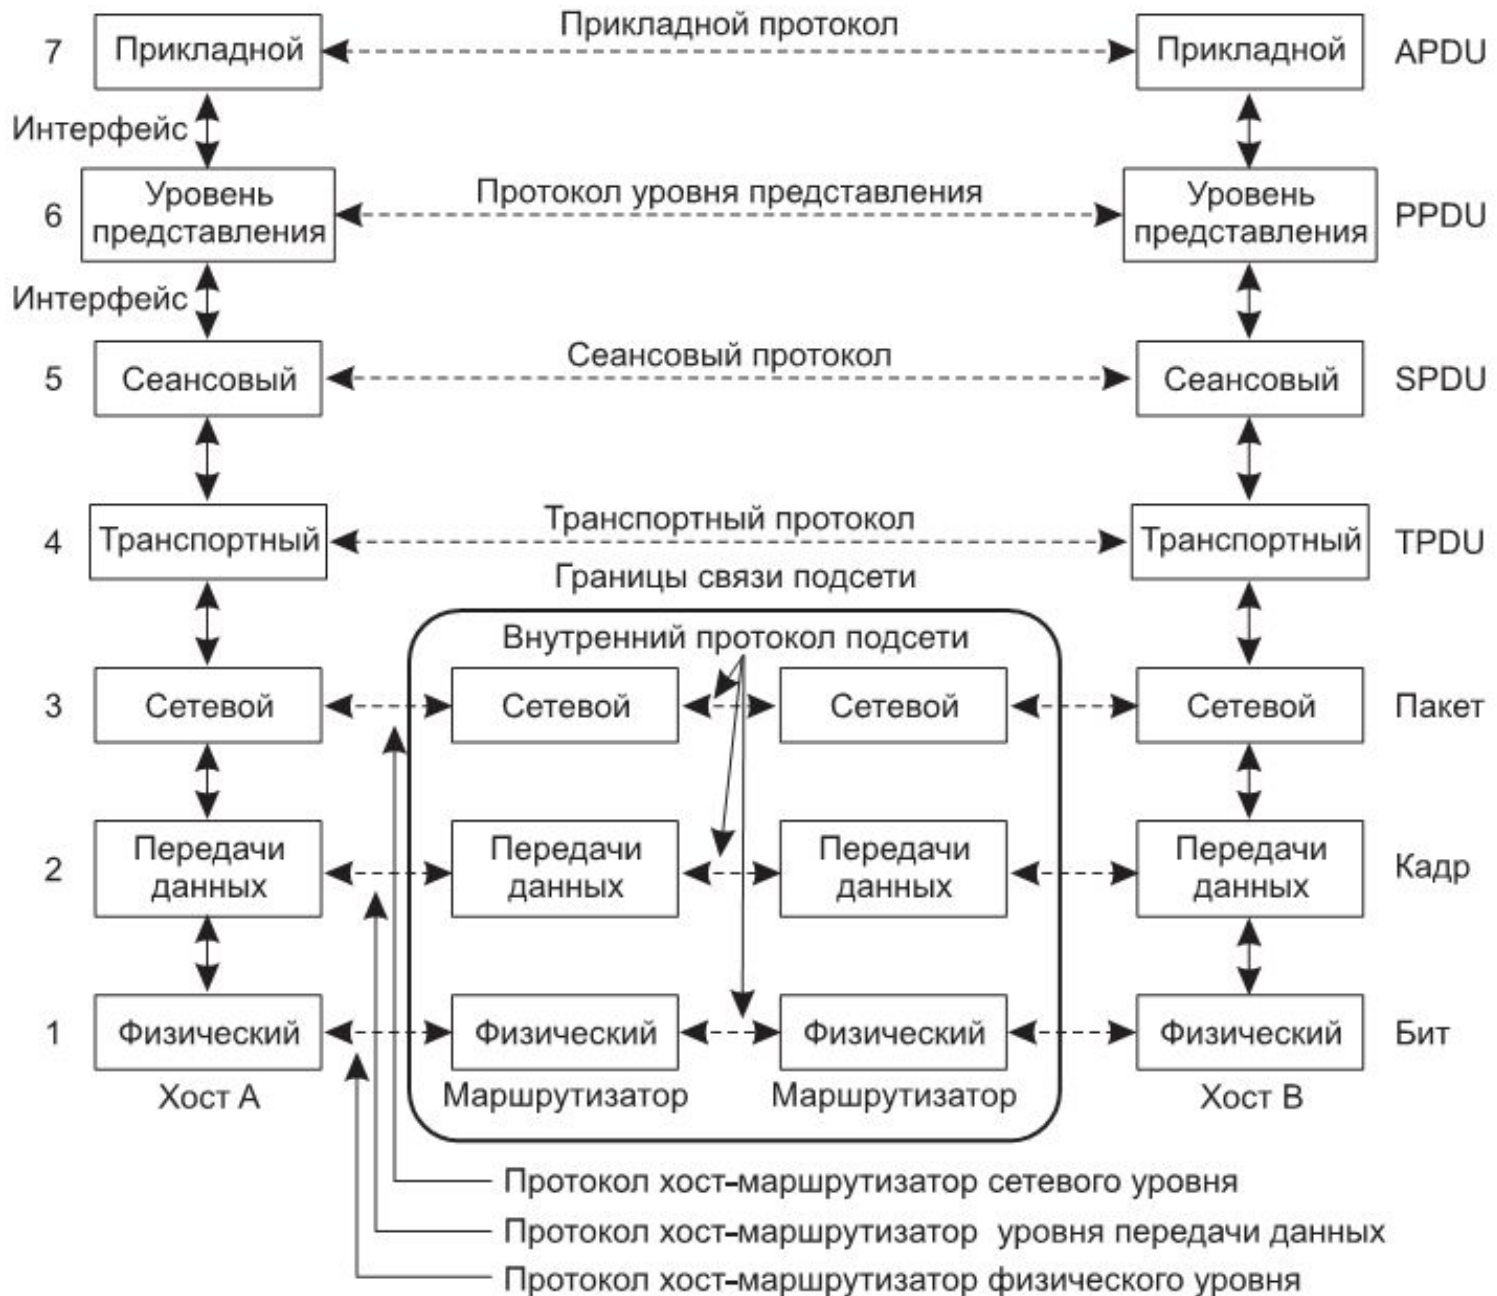 Прикладной протокол
7 Прикладной Прикладной APDU
Интерфейс
Протокол уровня представления
6 Уровень представления Уровень представления PPDU
Интерфейс
Сеансовый протокол
5 Сеансовый Сеансовый SPDU
Транспортный протокол
4 Транспортный Транспортный TPDU
Границы связи подсети
Внутренний протокол подсети
3 Сетевой Сетевой Сетевой Сетевой Пакет
2 Передачи данных Передачи данных Передачи данных Передачи данных Кадр
1 Физический Физический Физический Физический Бит
Хост А Маршрутизатор Маршрутизатор Хост В
Протокол хост-маршрутизатор сетевого уровня
Протокол хост-маршрутизатор уровня передачи данных
Протокол хост-маршрутизатор физического уровня